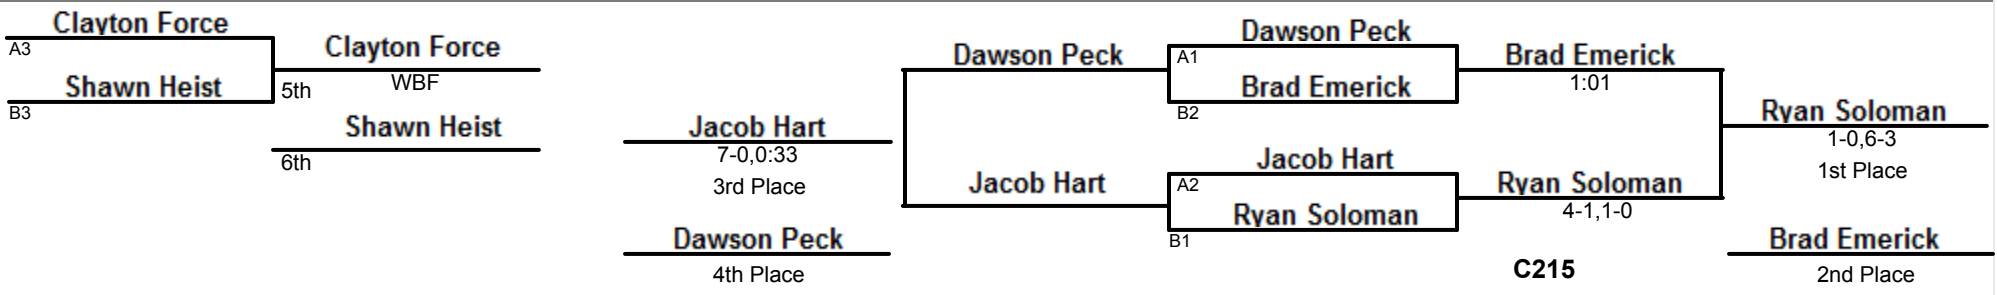 Clayton Force
A3
Shawn Heist
B3
Clayton Force
5th
WBF
Shawn Heist
6th
Jacob Hart
7-0,0:33
3rd Place
Dawson Peck
4th Place
Dawson Peck
Jacob Hart
Dawson Peck
A1
Brad Emerick
B2
Jacob Hart
A2
Ryan Soloman
B1
Brad Emerick
1:01
Ryan Soloman
4-1,1-0
C215
Ryan Soloman
1-0,6-3
1st Place
Brad Emerick
2nd Place